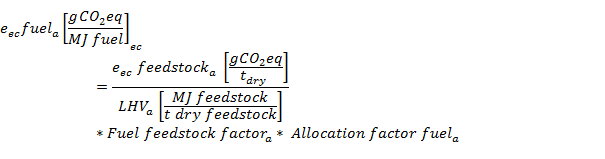 e_ec fuel_a [gCO₂eq / MJ fuel]_ec
= e_ec feedstock_a [gCO₂eq / t_dry] / LHV_a [MJ feedstock / t dry feedstock]
* Fuel feedstock factor_a * Allocation factor fuel_a